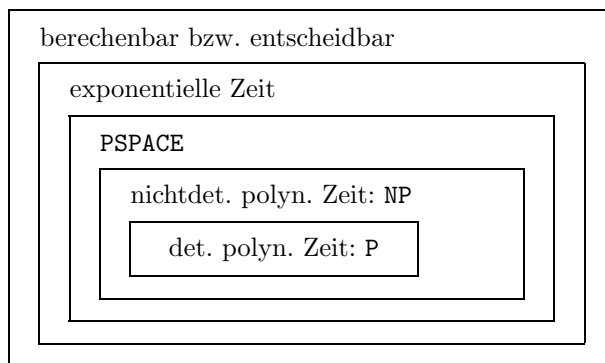 berechenbar bzw. entscheidbar
exponentielle Zeit
PSPACE
nichtdet. polyn. Zeit: NP
det. polyn. Zeit: P